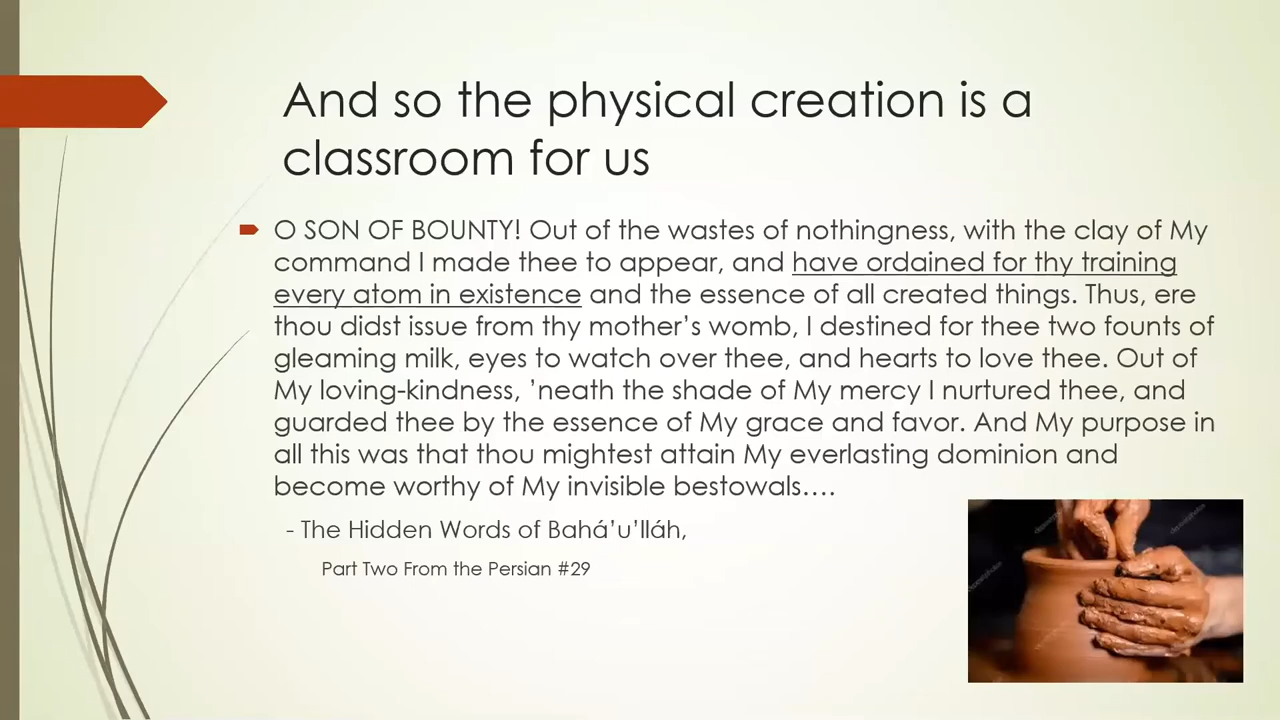 And so the physical creation is a
classroom for us
O SON OF BOUNTY! Out of the wastes of nothingness, with the clay of My
command I made thee to appear, and have ordained for thy training
every atom in existence and the essence of all created things. Thus, ere
thou didst issue from thy mother’s womb, I destined for thee two founts of
gleaming milk, eyes to watch over thee, and hearts to love thee. Out of
My loving-kindness, ’neath the shade of My mercy I nurtured thee, and
guarded thee by the essence of My grace and favor. And My purpose in
all this was that thou mightest attain My everlasting dominion and
become worthy of My invisible bestowals….
- The Hidden Words of Bahá’u’lláh,
Part Two From the Persian #29